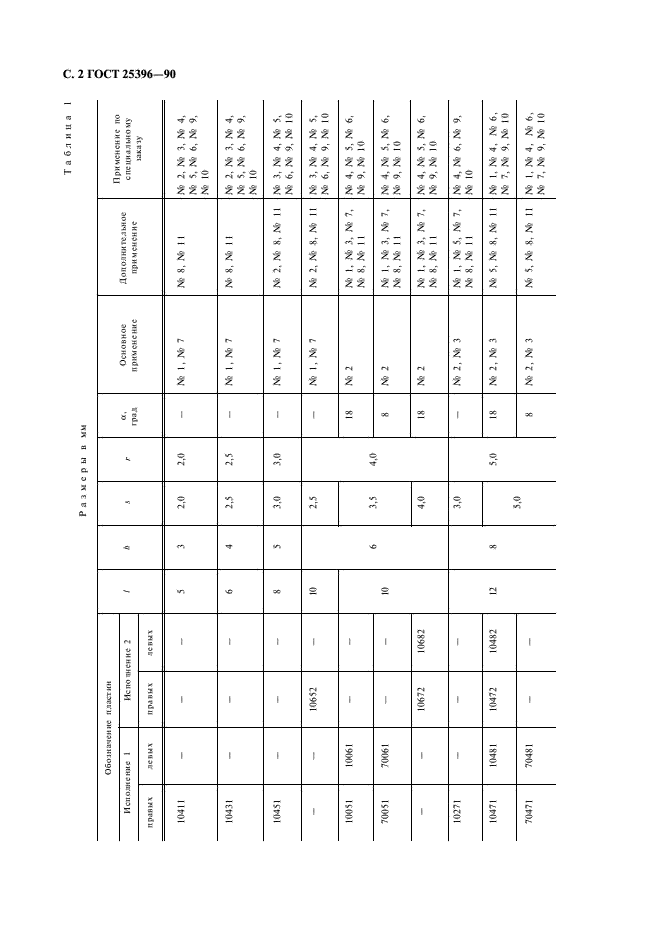 С. 2 ГОСТ 25396—90
Таблица 1
Размеры в мм
Обозначение пластин
Исполнение 1
Исполнение 2
правых
левых
правых
левых
l
b
s
r
α, град
Основное применение
Дополнительное применение
Применение по специальному заказу
10411 — — — 5 3 2,0 2,0 — № 1, № 7 № 8, № 11 № 2, № 3, № 4, № 5, № 6, № 9, № 10
10431 — — — 6 4 2,5 2,5 — № 1, № 7 № 8, № 11 № 2, № 3, № 4, № 5, № 6, № 9, № 10
10451 — — — 8 5 3,0 3,0 — № 1, № 7 № 2, № 8, № 11 № 3, № 4, № 5, № 6, № 9, № 10
— — 10652 — 10 6 2,5 4,0 — № 1, № 7 № 2, № 8, № 11 № 3, № 4, № 5, № 6, № 9, № 10
10051 10061 — — 10 3,5 18 № 2 № 1, № 3, № 7, № 8, № 11 № 4, № 5, № 6, № 9, № 10
70051 70061 — — 8 № 2 № 1, № 3, № 7, № 8, № 11 № 4, № 5, № 6, № 9, № 10
— — 10672 10682 4,0 18 № 2 № 1, № 3, № 7, № 8, № 11 № 4, № 5, № 6, № 9, № 10
10271 — — — 12 8 3,0 5,0 — № 2, № 3 № 1, № 5, № 7, № 8, № 11 № 4, № 6, № 9, № 10
10471 10481 10472 10482 5,0 18 № 2, № 3 № 5, № 8, № 11 № 1, № 4, № 6, № 7, № 9, № 10
70471 70481 — — 8 № 2, № 3 № 5, № 8, № 11 № 1, № 4, № 6, № 7, № 9, № 10